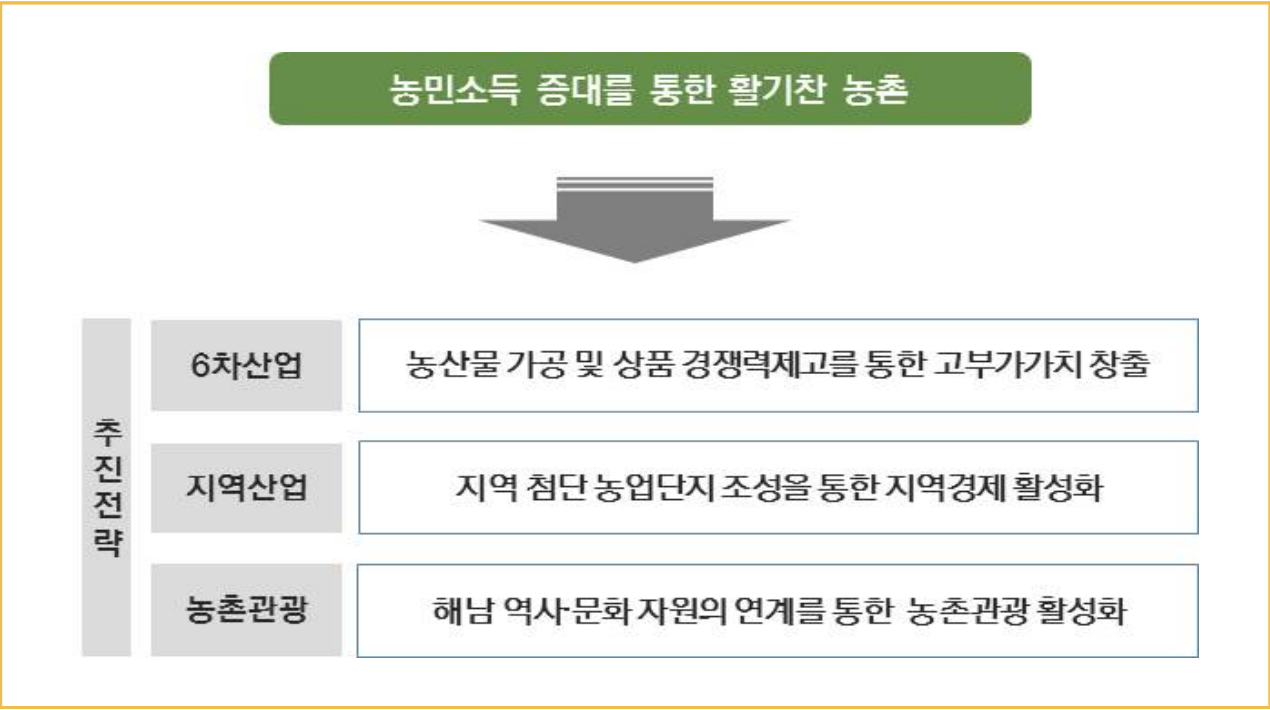 농민소득 증대를 통한 활기찬 농촌
추진전략
6차산업
농산물 가공 및 상품 경쟁력제고를 통한 고부가가치 창출
지역산업
지역 첨단 농업단지 조성을 통한 지역경제 활성화
농촌관광
해남 역사·문화 자원의 연계를 통한 농촌관광 활성화